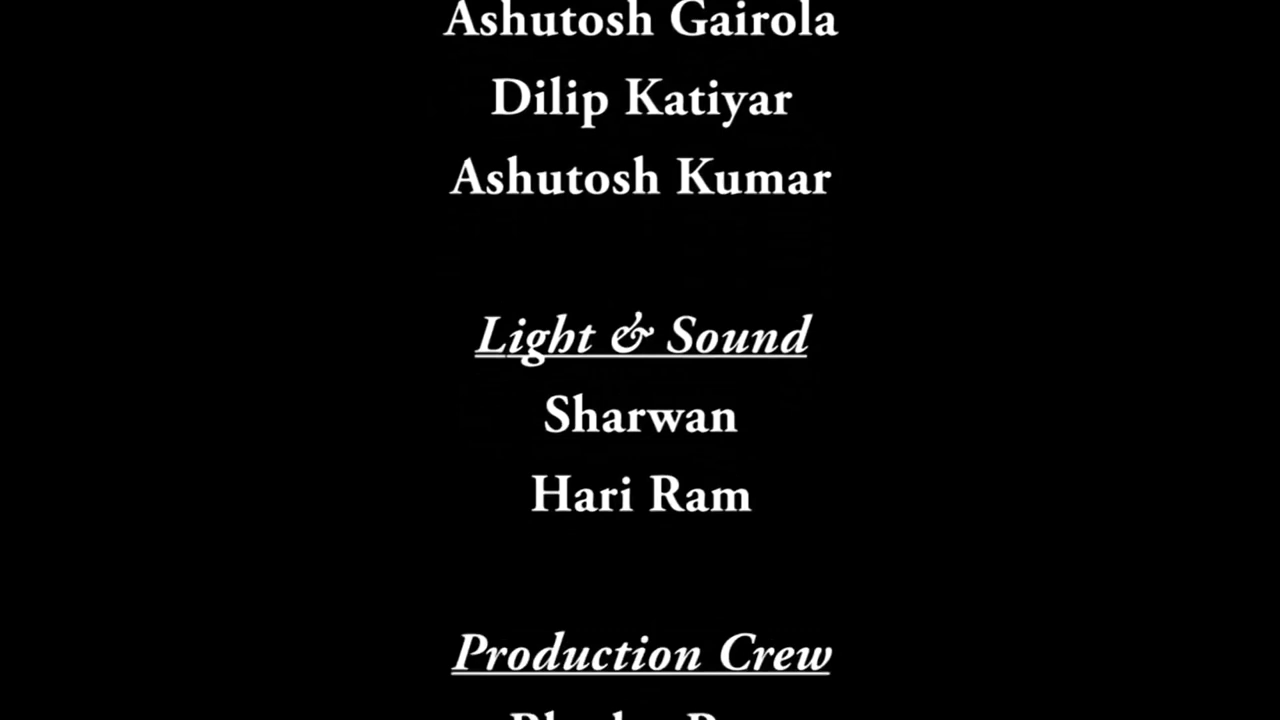 Ashutosh Gairola
Dilip Katiyar
Ashutosh Kumar
Light & Sound
Sharwan
Hari Ram
Production Crew